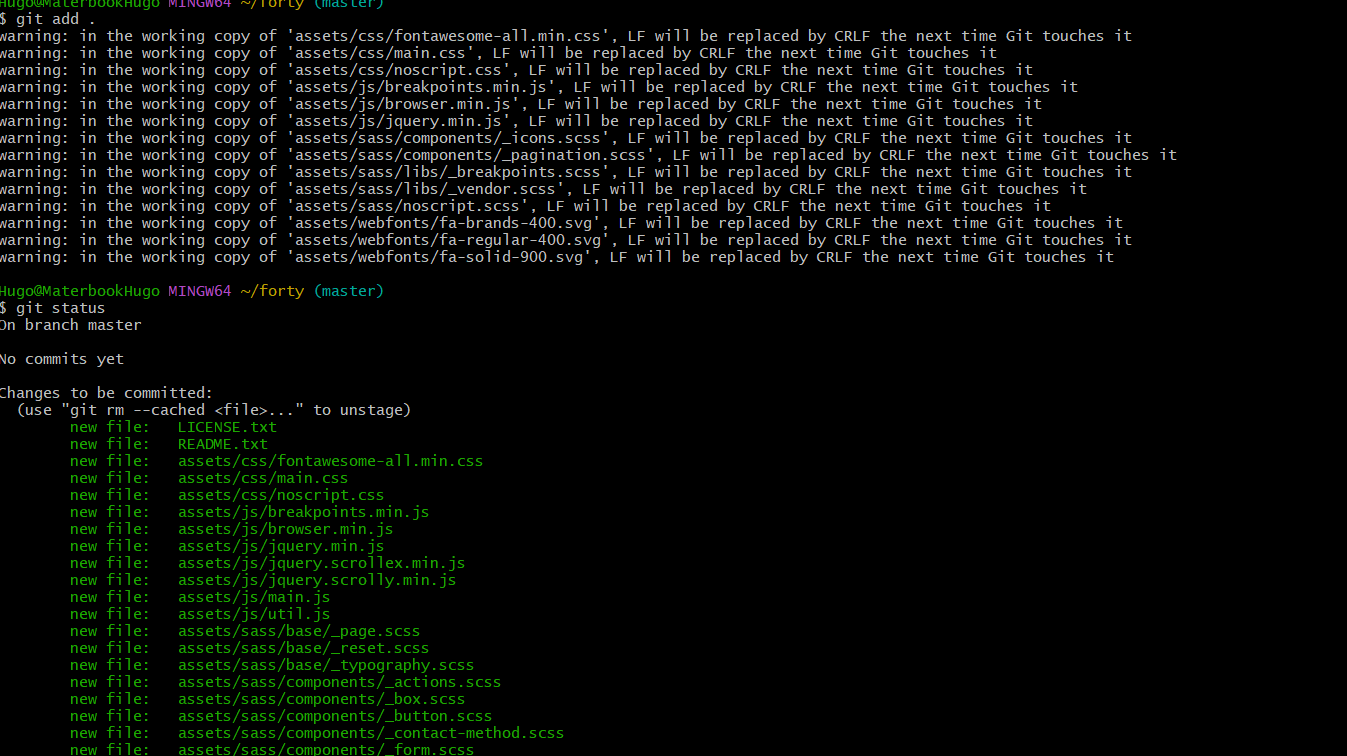 Hugo@MaterbookHugo MINGW64 ~/forty (master)
$ git add .
warning: in the working copy of 'assets/css/fontawesome-all.min.css', LF will be replaced by CRLF the next time Git touches it
warning: in the working copy of 'assets/css/main.css', LF will be replaced by CRLF the next time Git touches it
warning: in the working copy of 'assets/css/noscript.css', LF will be replaced by CRLF the next time Git touches it
warning: in the working copy of 'assets/js/breakpoints.min.js', LF will be replaced by CRLF the next time Git touches it
warning: in the working copy of 'assets/js/browser.min.js', LF will be replaced by CRLF the next time Git touches it
warning: in the working copy of 'assets/js/jquery.min.js', LF will be replaced by CRLF the next time Git touches it
warning: in the working copy of 'assets/sass/components/_icons.scss', LF will be replaced by CRLF the next time Git touches it
warning: in the working copy of 'assets/sass/components/_pagination.scss', LF will be replaced by CRLF the next time Git touches it
warning: in the working copy of 'assets/sass/libs/_breakpoints.scss', LF will be replaced by CRLF the next time Git touches it
warning: in the working copy of 'assets/sass/libs/_vendor.scss', LF will be replaced by CRLF the next time Git touches it
warning: in the working copy of 'assets/sass/noscript.scss', LF will be replaced by CRLF the next time Git touches it
warning: in the working copy of 'assets/webfonts/fa-brands-400.svg', LF will be replaced by CRLF the next time Git touches it
warning: in the working copy of 'assets/webfonts/fa-regular-400.svg', LF will be replaced by CRLF the next time Git touches it
warning: in the working copy of 'assets/webfonts/fa-solid-900.svg', LF will be replaced by CRLF the next time Git touches it
Hugo@MaterbookHugo MINGW64 ~/forty (master)
$ git status
On branch master
No commits yet
Changes to be committed:
(use "git rm --cached <file>..." to unstage)
new file: LICENSE.txt
new file: README.txt
new file: assets/css/fontawesome-all.min.css
new file: assets/css/main.css
new file: assets/css/noscript.css
new file: assets/js/breakpoints.min.js
new file: assets/js/browser.min.js
new file: assets/js/jquery.min.js
new file: assets/js/jquery.scrollex.min.js
new file: assets/js/jquery.scrolly.min.js
new file: assets/js/main.js
new file: assets/js/util.js
new file: assets/sass/base/_page.scss
new file: assets/sass/base/_reset.scss
new file: assets/sass/base/_typography.scss
new file: assets/sass/components/_actions.scss
new file: assets/sass/components/_box.scss
new file: assets/sass/components/_button.scss
new file: assets/sass/components/_contact-method.scss
new file: assets/sass/components/_form.scss